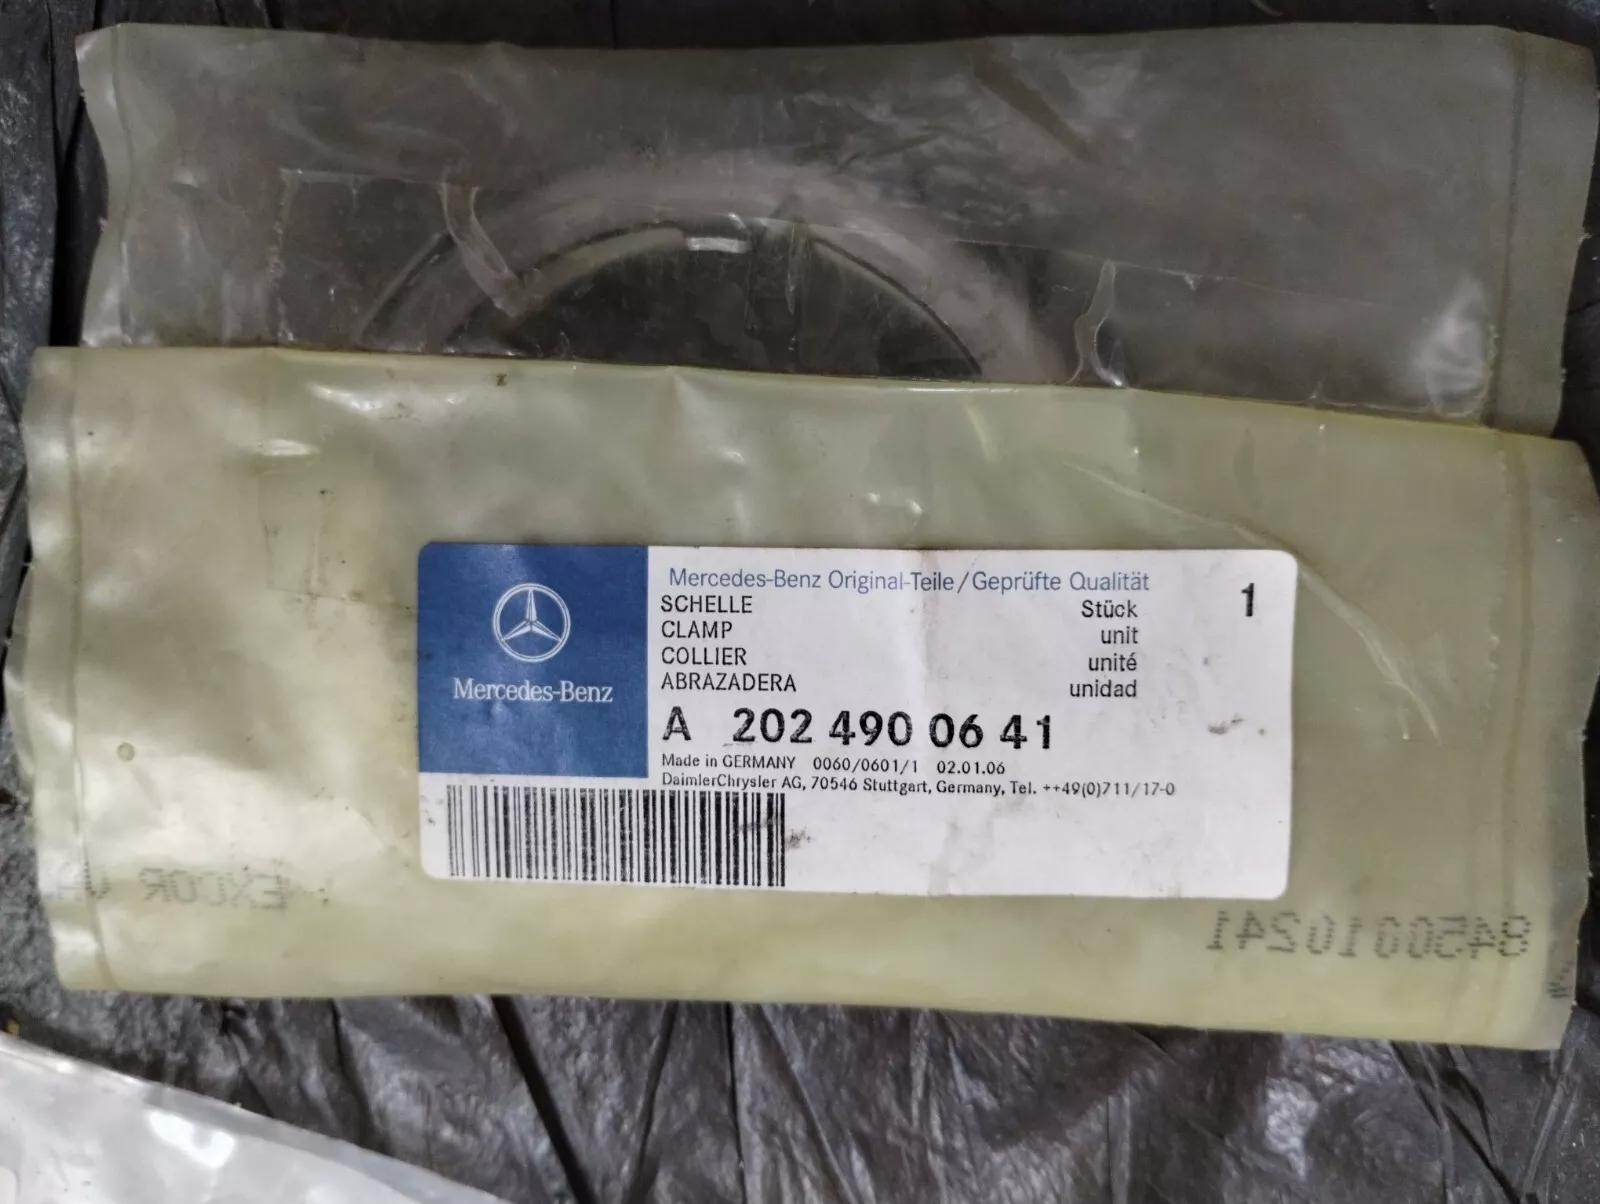 Mercedes-Benz
Mercedes-Benz Original-Teile/Geprüfte Qualität
SCHELLE Stück 1
CLAMP unit
COLLIER unité
ABRAZADERA unidad
A 202 490 06 41
Made in GERMANY 0060/0601/1 02.01.06
DaimlerChrysler AG, 70546 Stuttgart, Germany, Tel. ++49(0)711/17-0
EXCOR